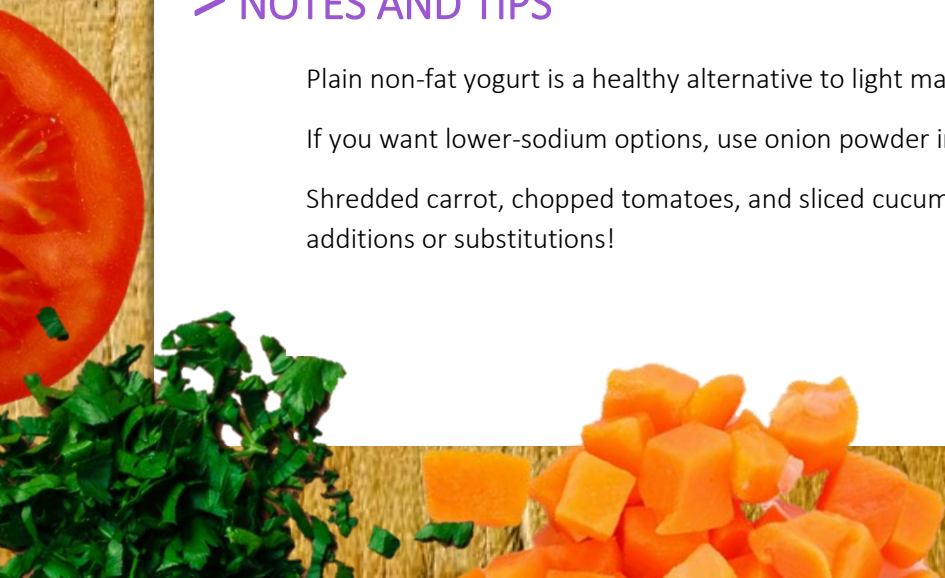 > NOTES AND TIPS
Plain non-fat yogurt is a healthy alternative to light
If you want lower-sodium options, use onion powder
Shredded carrot, chopped tomatoes, and sliced
additions or substitutions!